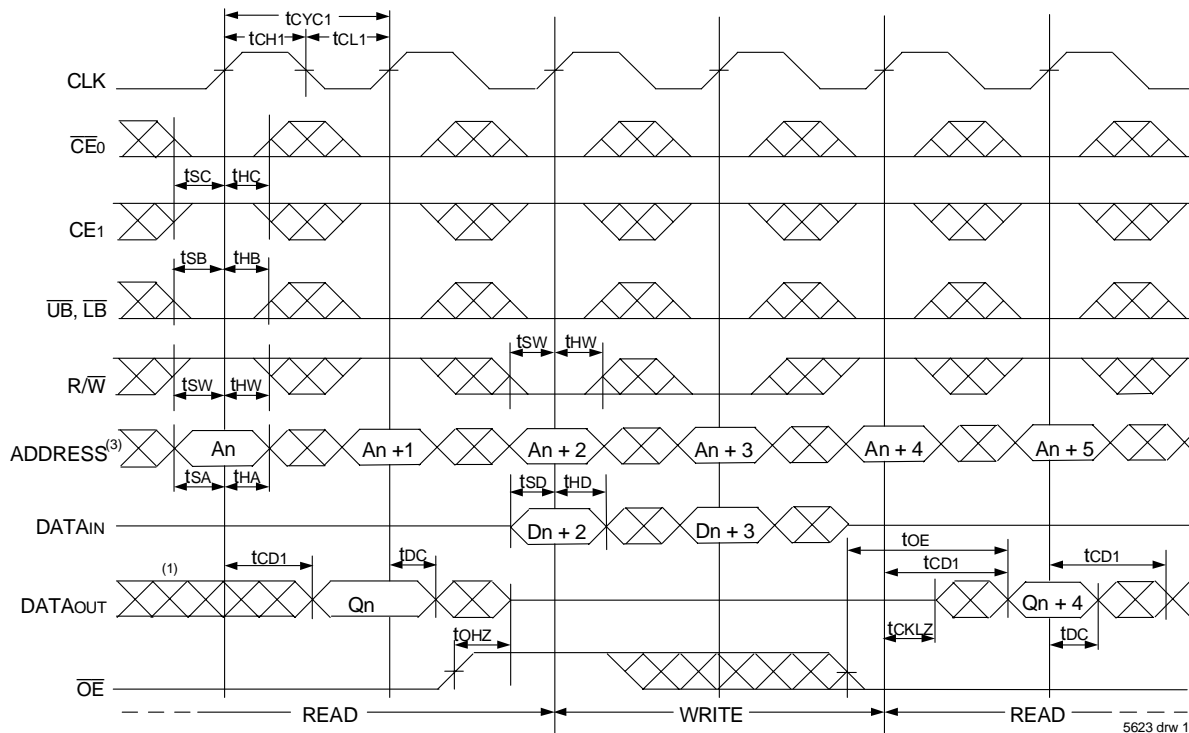 tCYC1
tCH1 tCL1
CLK
CE0
tSC tHC
CE1
tSB tHB
UB, LB
tSW tHW
R/W
tSW tHW
ADDRESS(3) An An +1 An + 2 An + 3 An + 4 An + 5
tSA tHA tSD tHD
DATAIN Dn + 2 Dn + 3
tOE
(1) tCD1 tDC tCD1 tCD1
DATAOUT Qn Qn + 4
tOHZ tCKLZ tDC
OE
READ WRITE READ
5623 drw 1